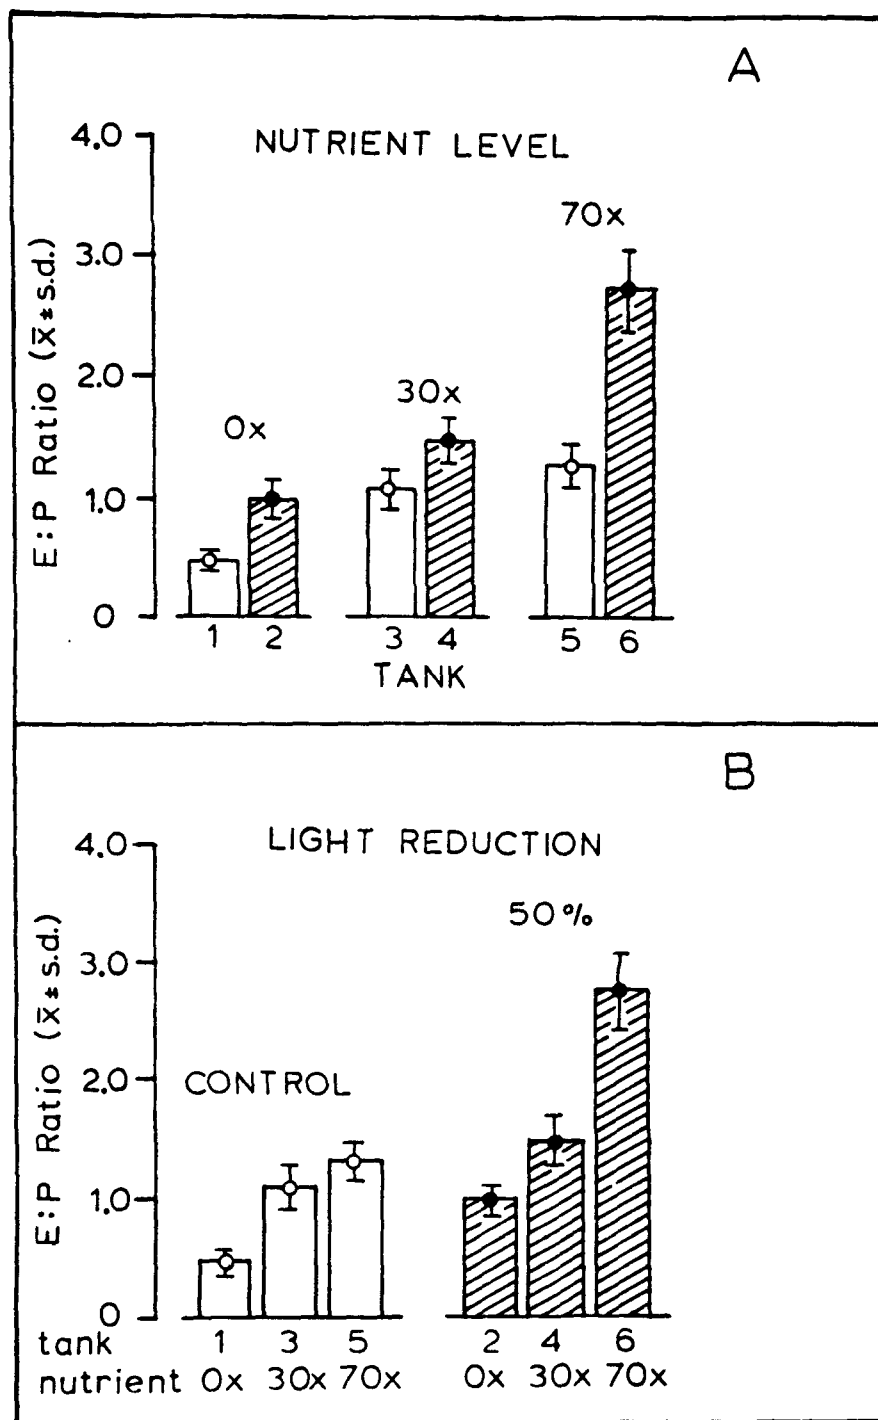 A
NUTRIENT LEVEL
4.0
3.0
2.0
1.0
0
E:P Ratio (x̄ ± s.d.)
0x
30x
70x
1 2 3 4 5 6
TANK
B
LIGHT REDUCTION
4.0
3.0
2.0
1.0
0
E:P Ratio (x̄ ± s.d.)
CONTROL
50%
tank 1 3 5 2 4 6
nutrient 0x 30x 70x 0x 30x 70x